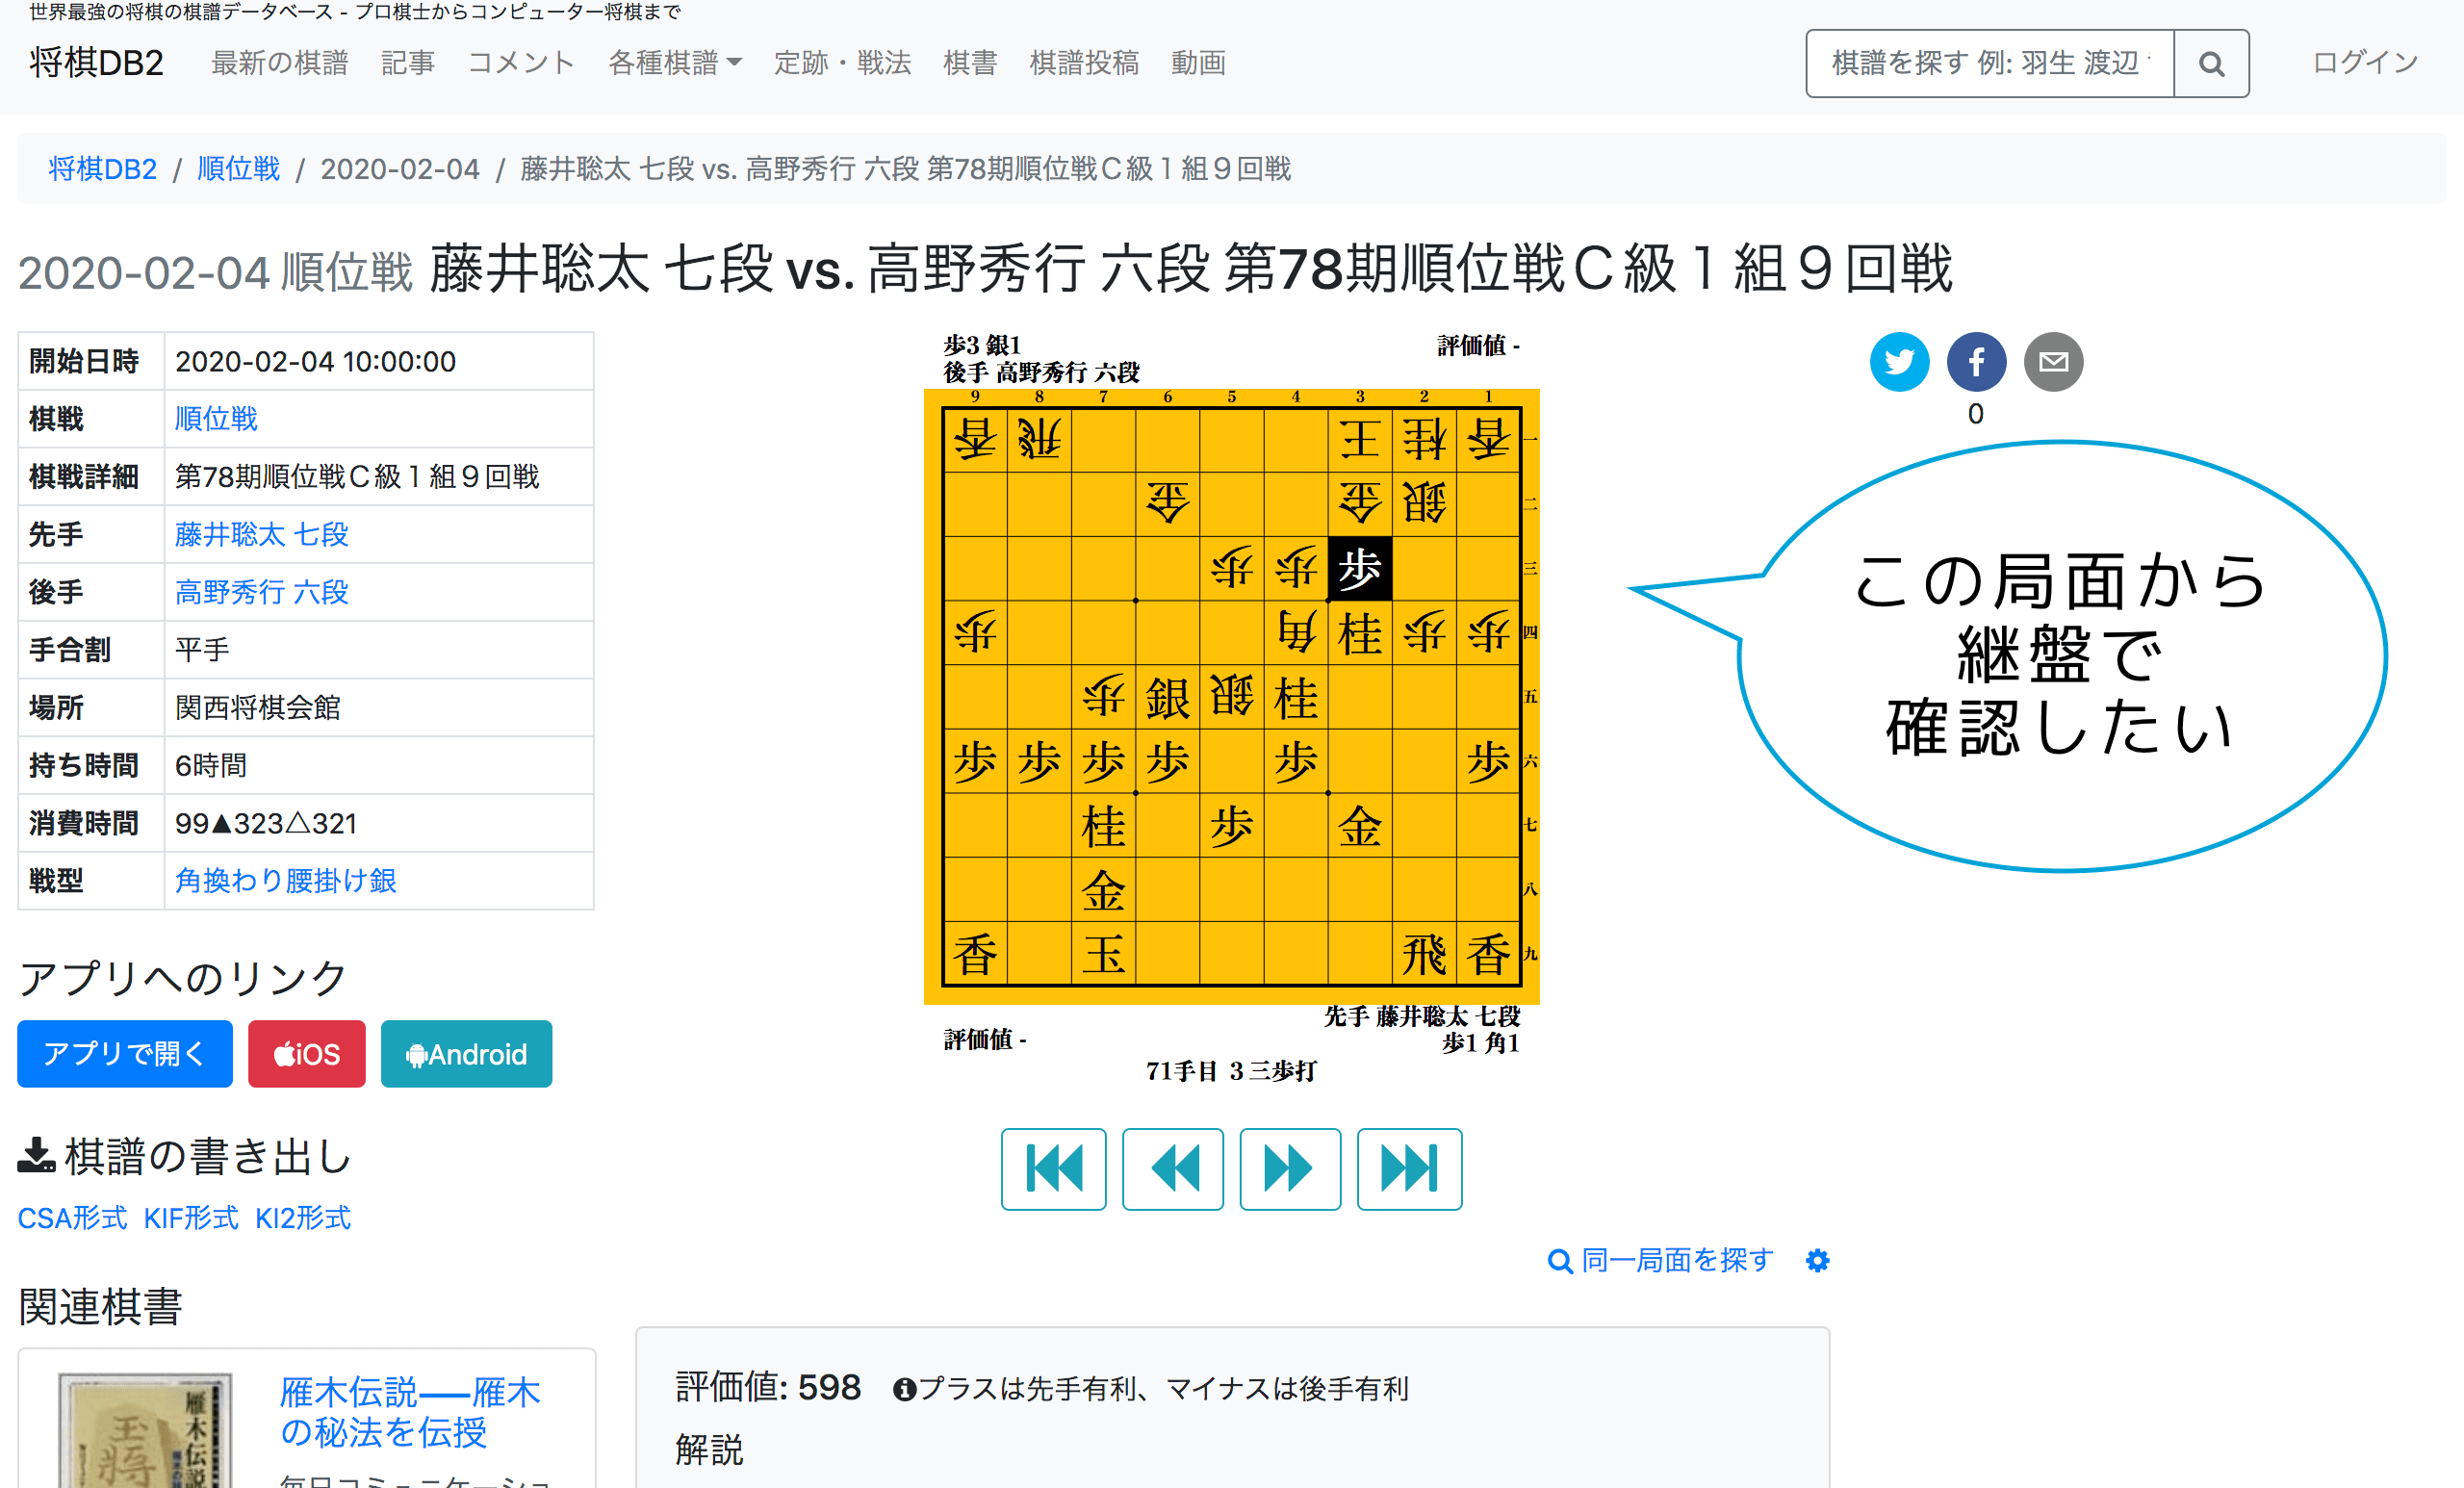 世界最強の将棋の棋譜データベース - プロ棋士からコンピューター将棋まで
将棋DB2 最新の棋譜 記事 コメント 各種棋譜 定跡・戦法 棋書 棋譜投稿 動画 棋譜を探す 例: 羽生 渡辺 ログイン
将棋DB2 / 順位戦 / 2020-02-04 / 藤井聡太 七段 vs. 高野秀行 六段 第78期順位戦Ｃ級１組９回戦
2020-02-04 順位戦 藤井聡太 七段 vs. 高野秀行 六段 第78期順位戦Ｃ級１組９回戦
開始日時 2020-02-04 10:00:00
棋戦 順位戦
棋戦詳細 第78期順位戦Ｃ級１組９回戦
先手 藤井聡太 七段
後手 高野秀行 六段
手合割 平手
場所 関西将棋会館
持ち時間 6時間
消費時間 99▲323△321
戦型 角換わり腰掛け銀
アプリへのリンク
アプリで開く iOS Android
棋譜の書き出し
CSA形式 KIF形式 KI2形式
関連棋書
雁木伝説
玉将
雁木伝説――雁木
の秘法を伝授
毎日コミュニケーショ
歩3 銀1 評価値 -
後手 高野秀行 六段
9 8 7 6 5 4 3 2 1
香 飛 王 桂 香 一
金 金 銀 二
歩 歩 歩 三
歩 角 桂 歩 歩 四
歩 銀 銀 桂 五
歩 歩 歩 歩 歩 歩 六
桂 歩 金 七
金 八
香 玉 飛 香 九
先手 藤井聡太 七段
評価値 - 歩1 角1
71手目 ３三歩打
同一局面を探す
評価値: 598 プラスは先手有利、マイナスは後手有利
解説
0
この局面から
継盤で
確認したい